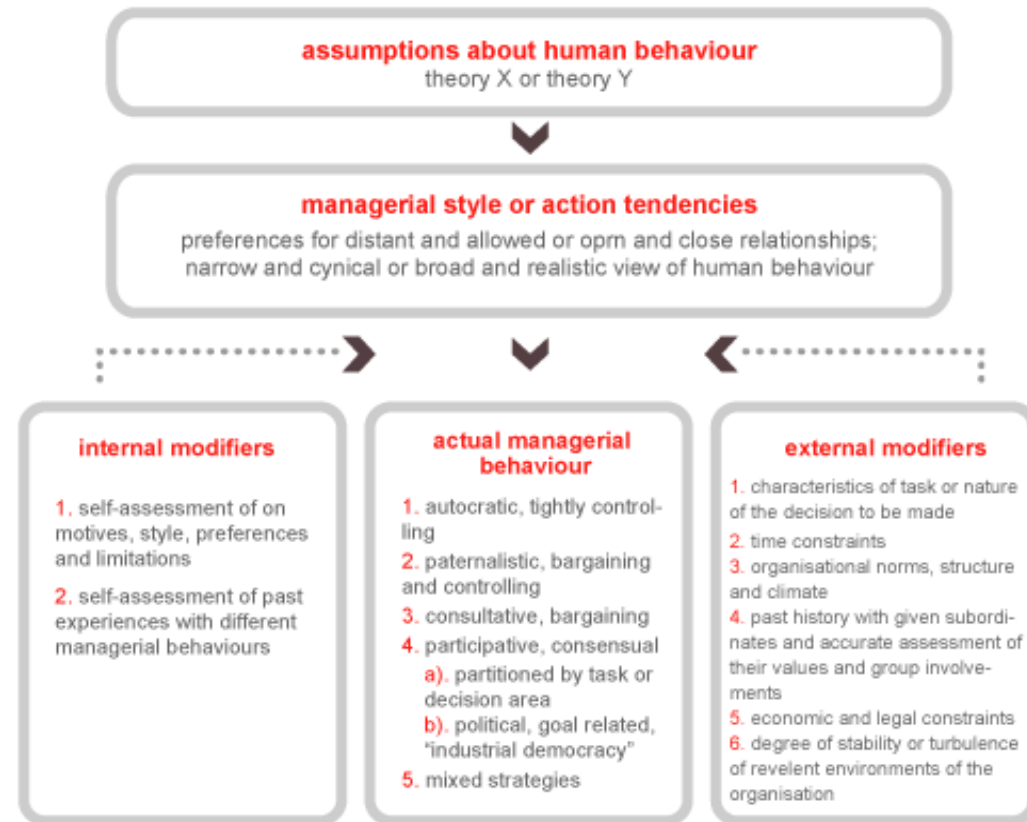 assumptions about human behaviour
theory X or theory Y
managerial style or action tendencies
preferences for distant and allowed or oprn and close relationships;
narrow and cynical or broad and realistic view of human behaviour
internal modifiers
1. self-assessment of on
motives, style, preferences
and limitations
2. self-assessment of past
experiences with different
managerial behaviours
actual managerial
behaviour
1. autocratic, tightly control-
ling
2. paternalistic, bargaining
and controlling
3. consultative, bargaining
4. participative, consensual
a). partitioned by task or
decision area
b). political, goal related,
"industrial democracy"
5. mixed strategies
external modifiers
1. characteristics of task or nature
of the decision to be made
2. time constraints
3. organisational norms, structure
and climate
4. past history with given subordi-
nates and accurate assessment of
their values and group involve-
ments
5. economic and legal constraints
6. degree of stability or turbulence
of revelent environments of the
organisation